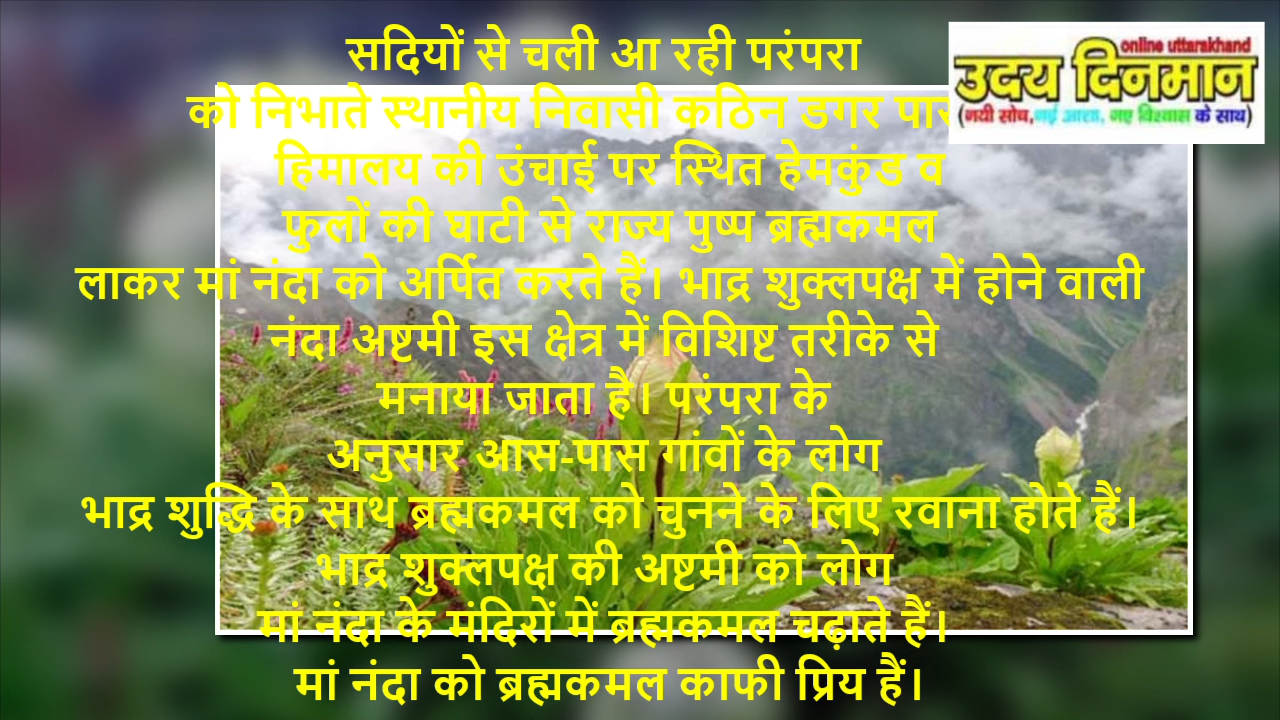 सदियों से चली आ रही परंपरा
को निभाते स्थानीय निवासी कठिन डगर पार
हिमालय की उंचाई पर स्थित हेमकुंड व
फुलों की घाटी से राज्य पुष्प ब्रह्मकमल
लाकर मां नंदा को अर्पित करते हैं। भाद्र शुक्लपक्ष में होने वाली
नंदा अष्टमी इस क्षेत्र में विशिष्ट तरीके से
मनाया जाता है। परंपरा के
अनुसार आस-पास गांवों के लोग
भाद्र शुद्धि के साथ ब्रह्मकमल को चुनने के लिए रवाना होते हैं।
भाद्र शुक्लपक्ष की अष्टमी को लोग
मां नंदा के मंदिरों में ब्रह्मकमल चढ़ाते हैं।
मां नंदा को ब्रह्मकमल काफी प्रिय हैं।
online uttarakhand
उदय दिनमान
(नयी सोच, नई आशा, नए विश्वास के साथ)